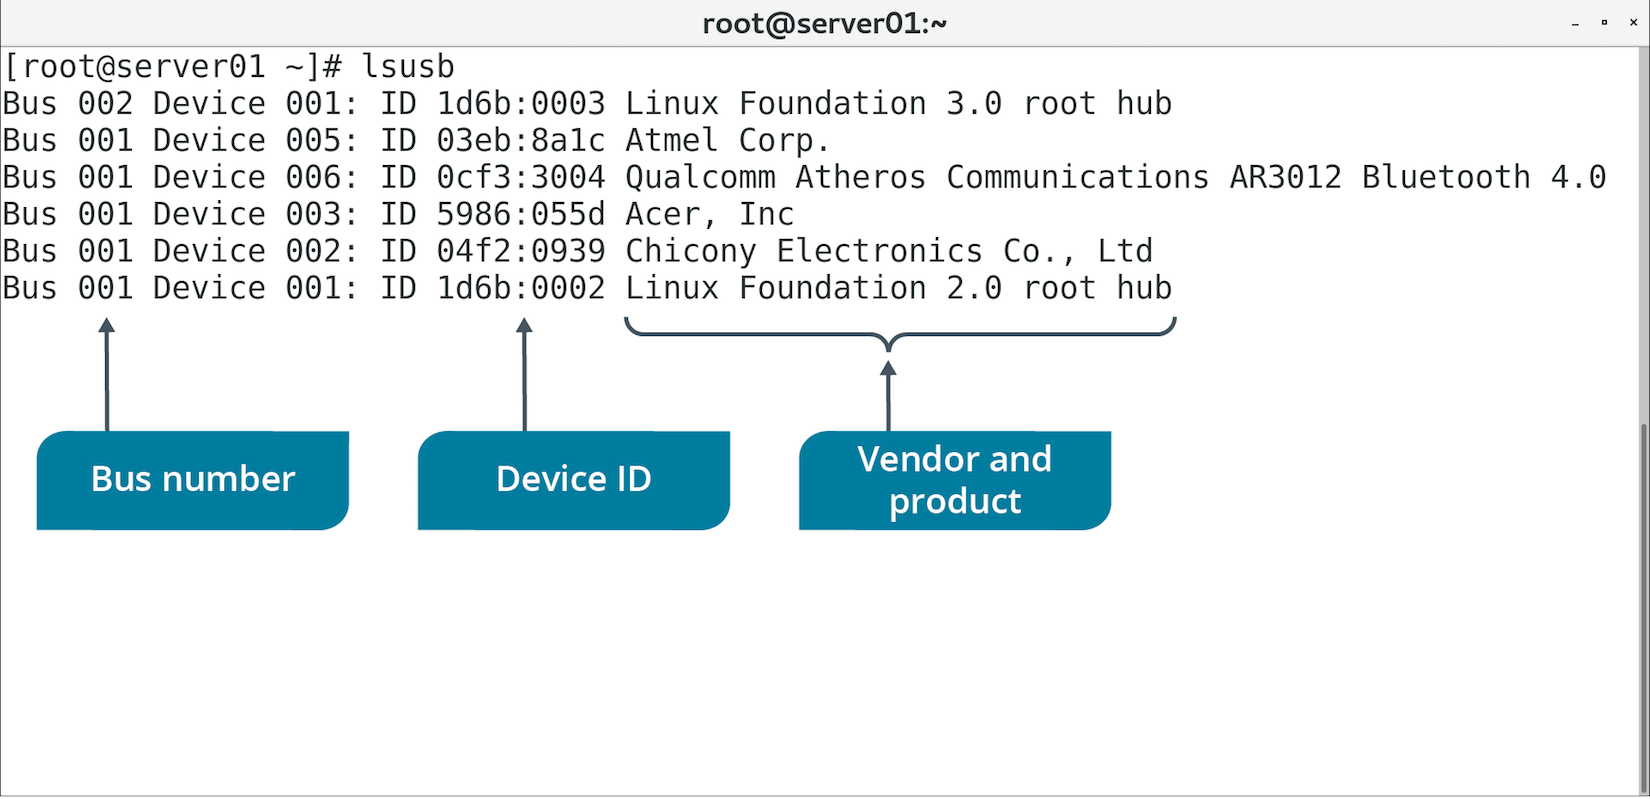 root@server01:~
[root@server01 ~]# lsusb
Bus 002 Device 001: ID 1d6b:0003 Linux Foundation 3.0 root hub
Bus 001 Device 005: ID 03eb:8a1c Atmel Corp.
Bus 001 Device 006: ID 0cf3:3004 Qualcomm Atheros Communications AR3012 Bluetooth 4.0
Bus 001 Device 003: ID 5986:055d Acer, Inc
Bus 001 Device 002: ID 04f2:0939 Chicony Electronics Co., Ltd
Bus 001 Device 001: ID 1d6b:0002 Linux Foundation 2.0 root hub
Bus number
Device ID
Vendor and
product